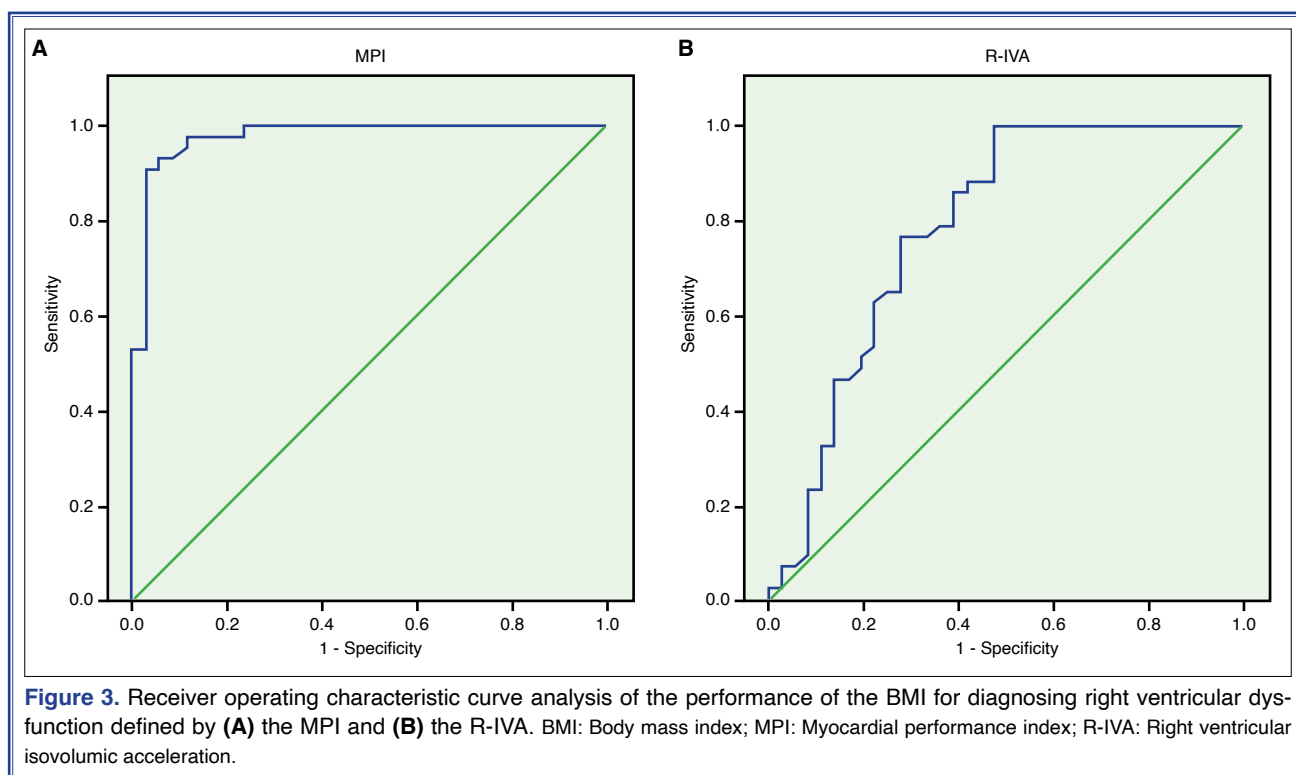 A
MPI
1.0
0.8
0.6
0.4
0.2
0.0
Sensitivity
0.0 0.2 0.4 0.6 0.8 1.0
1 - Specificity
B
R-IVA
1.0
0.8
0.6
0.4
0.2
0.0
Sensitivity
0.0 0.2 0.4 0.6 0.8 1.0
1 - Specificity
Figure 3. Receiver operating characteristic curve analysis of the performance of the BMI for diagnosing right ventricular dys-
function defined by (A) the MPI and (B) the R-IVA. BMI: Body mass index; MPI: Myocardial performance index; R-IVA: Right ventricular
isovolumic acceleration.